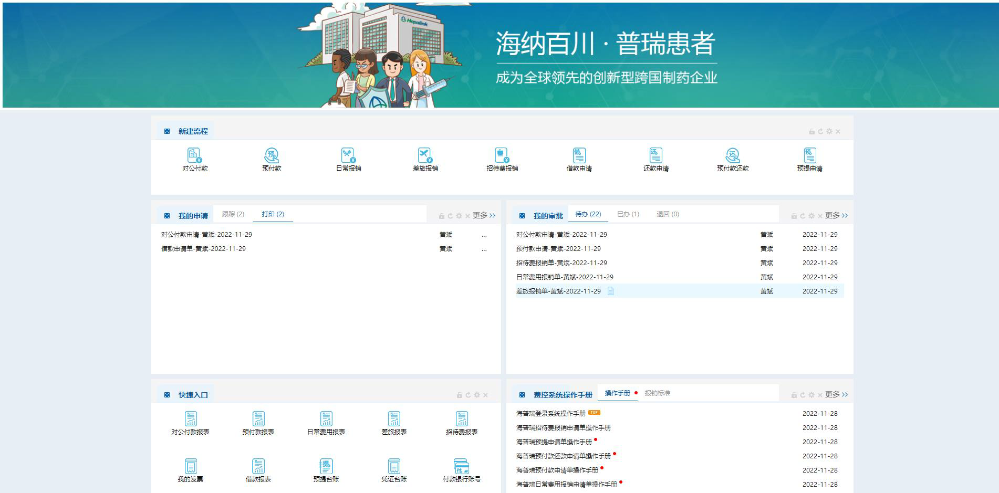 Hepalink
海纳百川·普瑞患者
成为全球领先的创新型跨国制药企业
新建流程
对公付款 预付款 日常报销 差旅报销 招待费报销 借款申请 还款申请 预付款还款 预提申请
我的申请 跟踪 (2) 打印 (2) 更多
对公付款申请-黄斌-2022-11-29 黄斌 ...
借款申请单-黄斌-2022-11-29 黄斌 ...
我的审批 待办 (22) 已办 (1) 退回 (0) 更多
对公付款申请-黄斌-2022-11-29 黄斌 2022-11-29
预付款申请-黄斌-2022-11-29 黄斌 2022-11-29
招待费报销单-黄斌-2022-11-29 黄斌 2022-11-29
日常费用报销单-黄斌-2022-11-29 黄斌 2022-11-29
差旅报销单-黄斌-2022-11-29 黄斌 2022-11-29
快捷入口
对公付款报表 预付款报表 日常费用报表 差旅报表 招待费报表
我的发票 借款报表 预提台账 凭证台账 付款银行账号
费控系统操作手册 操作手册 报销标准 更多
海普瑞登录系统操作手册 TOP 2022-11-28
海普瑞招待费报销申请单操作手册 2022-11-28
海普瑞预提申请单操作手册 2022-11-28
海普瑞预付款还款申请单操作手册 2022-11-28
海普瑞预付款申请单操作手册 2022-11-28
海普瑞日常费用报销申请单操作手册 2022-11-28